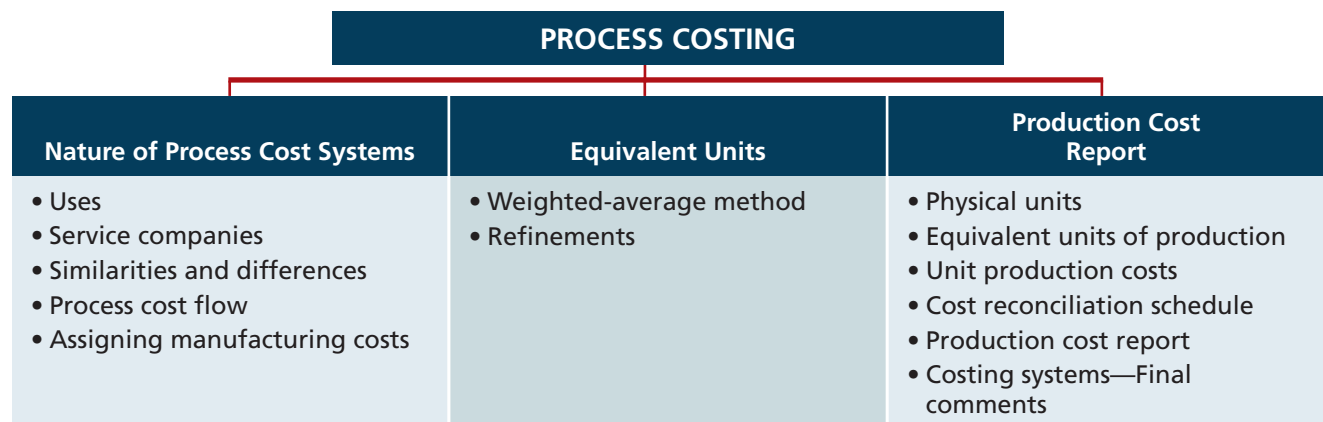 PROCESS COSTING
Nature of Process Cost Systems
• Uses
• Service companies
• Similarities and differences
• Process cost flow
• Assigning manufacturing costs
Equivalent Units
• Weighted-average method
• Refinements
Production Cost
Report
• Physical units
• Equivalent units of production
• Unit production costs
• Cost reconciliation schedule
• Production cost report
• Costing systems—Final
comments